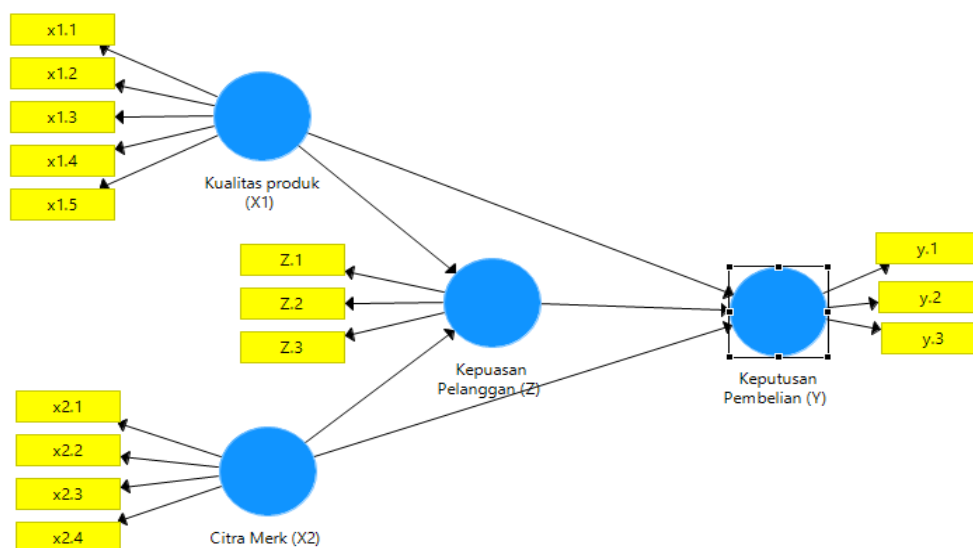 x1.1
x1.2
x1.3
x1.4
x1.5
Kualitas produk
(X1)
Z.1
Z.2
Z.3
Kepuasan
Pelanggan (Z)
y.1
y.2
y.3
Keputusan
Pembelian (Y)
x2.1
x2.2
x2.3
x2.4
Citra Merk (X2)